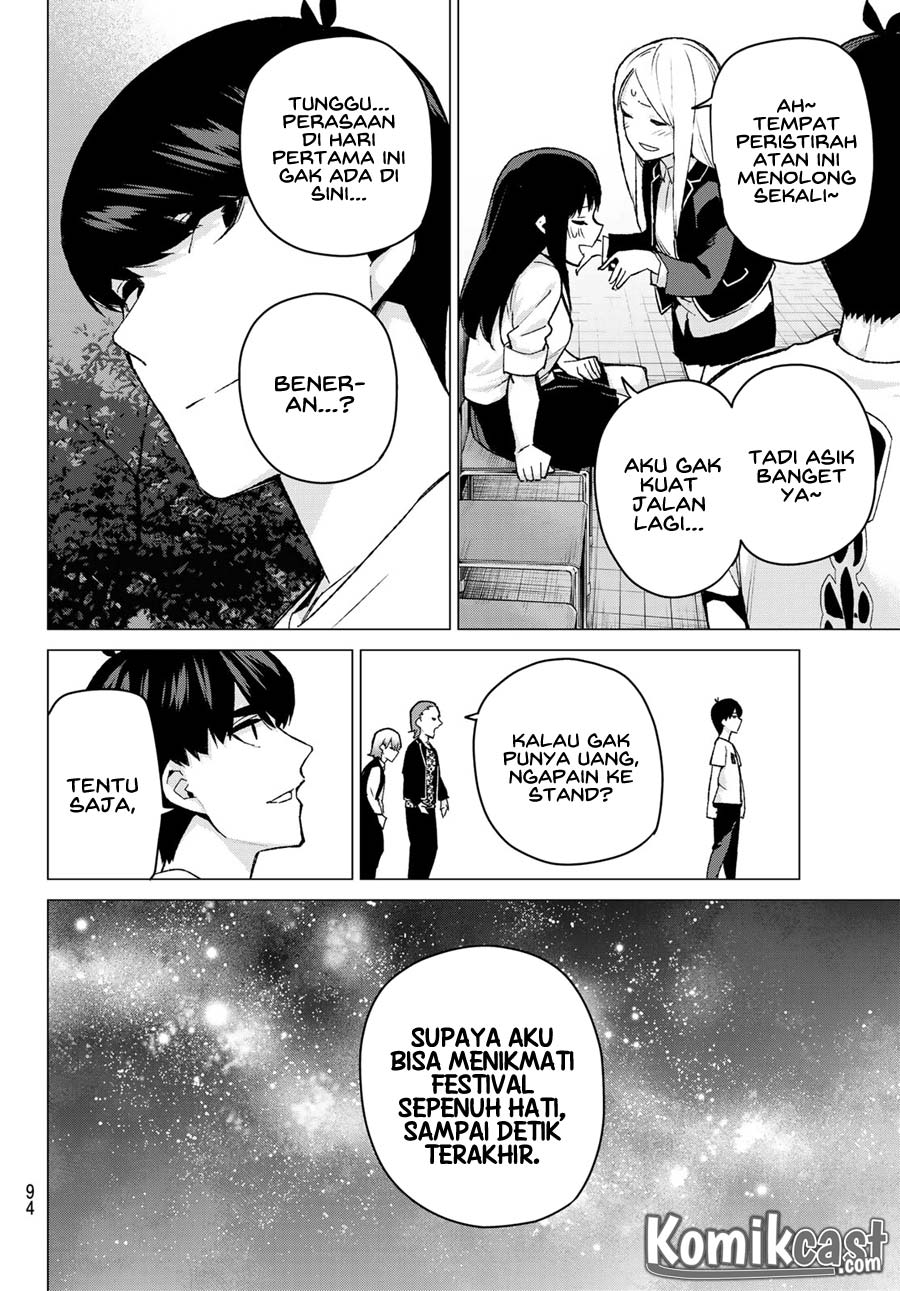 AH~
TEMPAT
PERISTIRAH
ATAN INI
MENOLONG
SEKALI~
TADI ASIK
BANGET
YA~
AKU GAK
KUAT
JALAN
LAGI...
TUNGGU...
PERASAAN
DI HARI
PERTAMA INI
GAK ADA DI
SINI...
BENER-
AN...?
KALAU GAK
PUNYA UANG,
NGAPAIN KE
STAND?
TENTU
SAJA,
SUPAYA AKU
BISA MENIKMATI
FESTIVAL
SEPENUH HATI,
SAMPAI DETIK
TERAKHIR.
94
Komikcast
.com